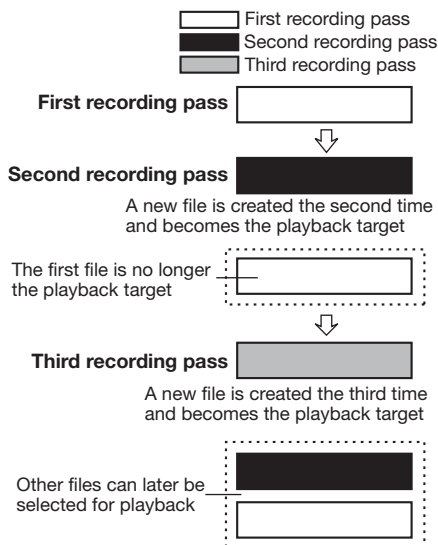 First recording pass
Second recording pass
Third recording pass
First recording pass
Second recording pass
A new file is created the second time
and becomes the playback target
The first file is no longer
the playback target
Third recording pass
A new file is created the third time
and becomes the playback target
Other files can later be
selected for playback